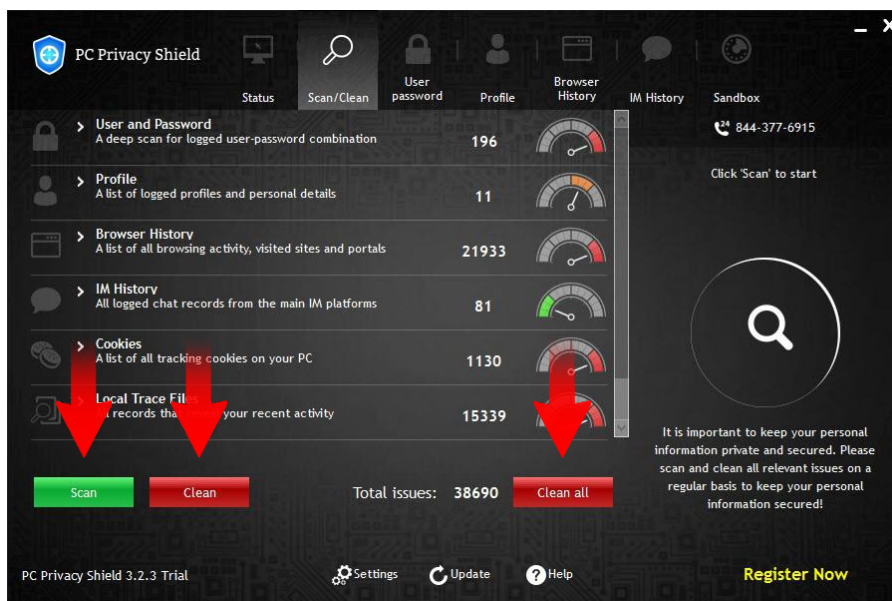 PC Privacy Shield
Status
Scan/Clean
User
password
Profile
Browser
History
IM History
Sandbox
User and Password
A deep scan for logged user-password combination
196
24 844-377-6915
Profile
A list of logged profiles and personal details
11
Click 'Scan' to start
Browser History
A list of all browsing activity, visited sites and portals
21933
IM History
All logged chat records from the main IM platforms
81
Cookies
A list of all tracking cookies on your PC
1130
Local Trace Files
records your recent activity
15339
It is important to keep your personal
information private and secured. Please
scan and clean all relevant issues on a
regular basis to keep your personal
information secured!
Scan
Clean
Total issues: 38690
Clean all
PC Privacy Shield 3.2.3 Trial
Settings
Update
? Help
Register Now